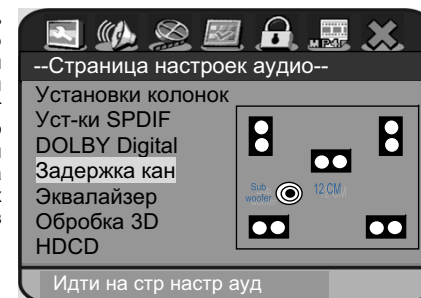 MP4F
--Страница настроек аудио--
Установки колонок
Уст-ки SPDIF
DOLBY Digital
Задержка кан
Эквалайзер
Обробка 3D
HDCD
Sub
woofer
12 CM
Идти на стр настр ауд